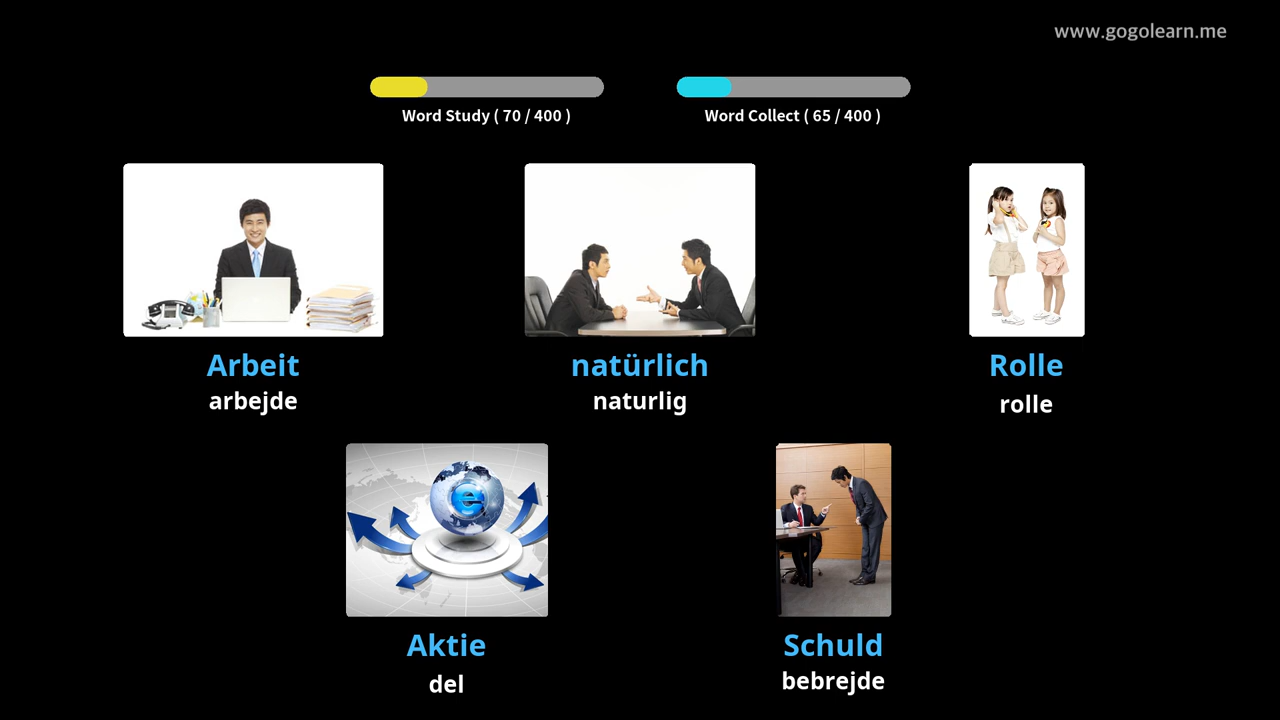 www.gogolearn.me
Word Study ( 70 / 400 )
Word Collect ( 65 / 400 )
Arbeit
arbejde
natürlich
naturlig
Rolle
rolle
e
Aktie
del
Schuld
bebrejde